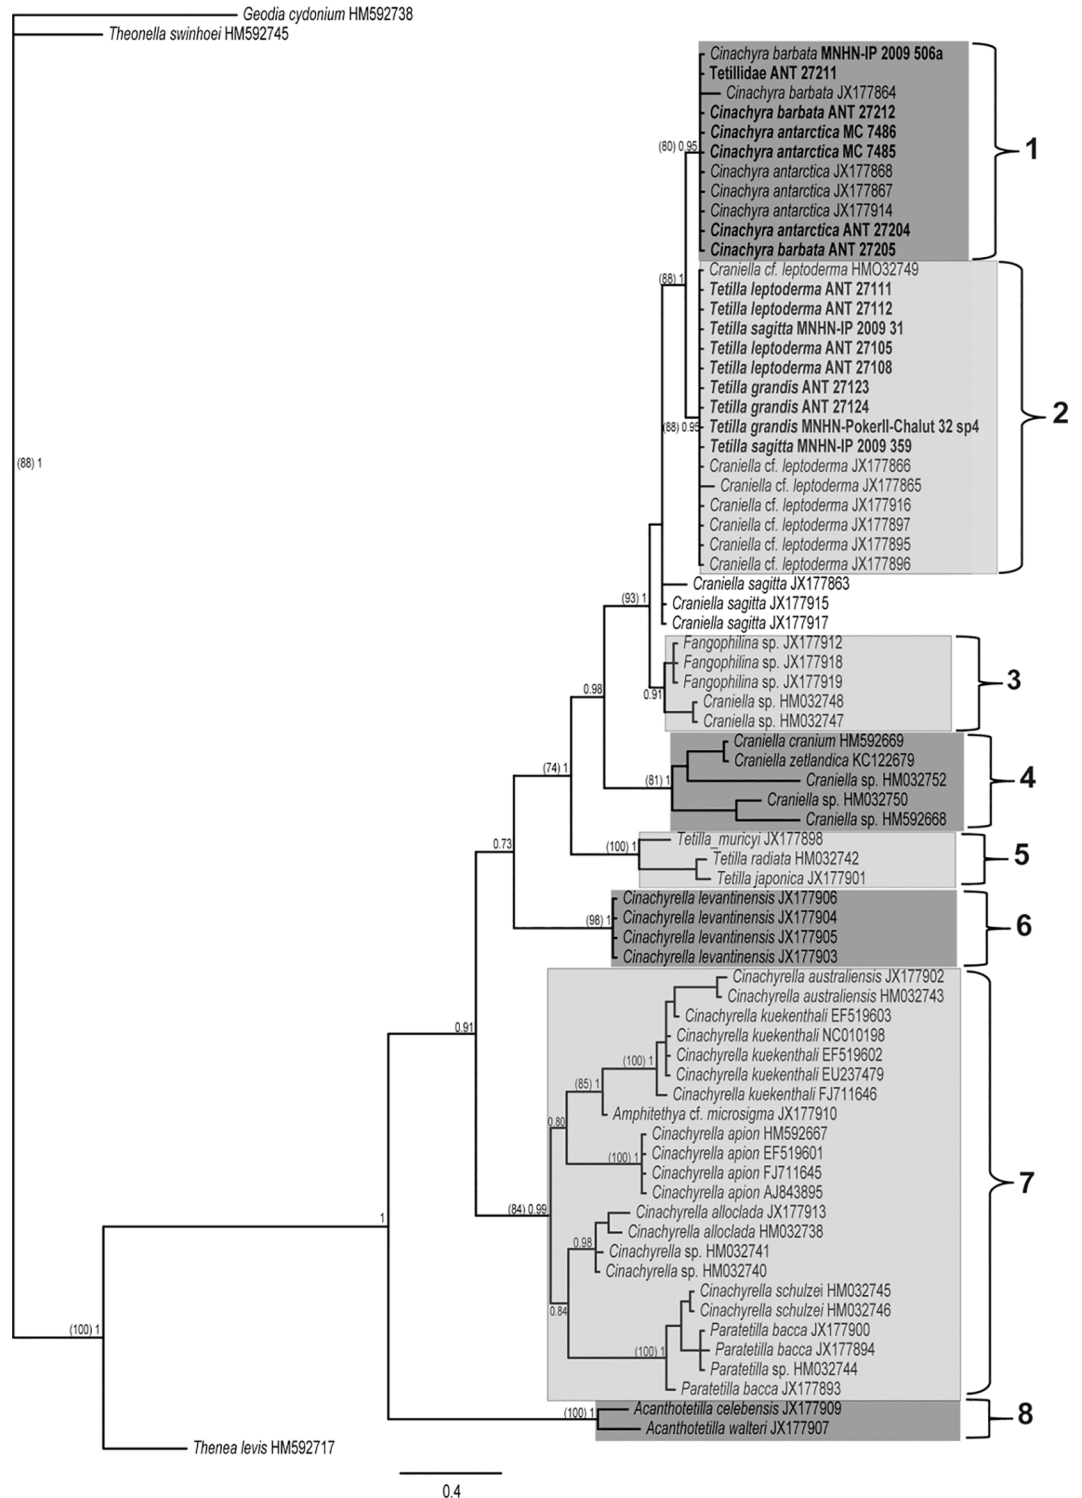 Geodia cydonium HM592738
Theonella swinhoei HM592745
Cinachyra barbata MNHN-IP 2009 506a
Tetillidae ANT 27211
Cinachyra barbata JX177864
Cinachyra barbata ANT 27212
Cinachyra antarctica MC 7486
(80) 0.95
Cinachyra antarctica MC 7485
1
Cinachyra antarctica JX177868
Cinachyra antarctica JX177867
Cinachyra antarctica JX177914
Cinachyra antarctica ANT 27204
Cinachyra barbata ANT 27205
Craniella cf. leptoderma HMO32749
(88) 1
Tetilla leptoderma ANT 27111
Tetilla leptoderma ANT 27112
Tetilla sagitta MNHN-IP 2009 31
Tetilla leptoderma ANT 27105
Tetilla leptoderma ANT 27108
Tetilla grandis ANT 27123
Tetilla grandis ANT 27124
2
(88) 0.95
Tetilla grandis MNHN-PokerII-Chalut 32 sp4
Tetilla sagitta MNHN-IP 2009 359
(88) 1
Craniella cf. leptoderma JX177866
Craniella cf. leptoderma JX177865
Craniella cf. leptoderma JX177916
Craniella cf. leptoderma JX177897
Craniella cf. leptoderma JX177895
Craniella cf. leptoderma JX177896
Craniella sagitta JX177863
(93) 1
Craniella sagitta JX177915
Craniella sagitta JX177917
Fangophilina sp. JX177912
Fangophilina sp. JX177918
Fangophilina sp. JX177919
3
0.98
0.91
Craniella sp. HM032748
Craniella sp. HM032747
Craniella cranium HM592669
Craniella zetlandica KC122679
(74) 1
(81) 1
Craniella sp. HM032752
4
Craniella sp. HM032750
Craniella sp. HM592668
Tetilla_muricyi JX177898
0.73
(100) 1
Tetilla radiata HM032742
5
Tetilla japonica JX177901
Cinachyrella levantinensis JX177906
(98) 1
Cinachyrella levantinensis JX177904
6
Cinachyrella levantinensis JX177905
Cinachyrella levantinensis JX177903
Cinachyrella australiensis JX177902
Cinachyrella australiensis HM032743
Cinachyrella kuekenthali EF519603
0.91
Cinachyrella kuekenthali NC010198
(100) 1
Cinachyrella kuekenthali EF519602
Cinachyrella kuekenthali EU237479
(85) 1
Cinachyrella kuekenthali FJ711646
Amphitethya cf. microsigma JX177910
0.80
Cinachyrella apion HM592667
(100) 1
Cinachyrella apion EF519601
Cinachyrella apion FJ711645
7
Cinachyrella apion AJ843895
(84) 0.99
Cinachyrella alloclada JX177913
1
Cinachyrella alloclada HM032738
0.98
Cinachyrella sp. HM032741
Cinachyrella sp. HM032740
Cinachyrella schulzei HM032745
0.84
Cinachyrella schulzei HM032746
(100) 1
Paratetilla bacca JX177900
(100) 1
Paratetilla bacca JX177894
Paratetilla sp. HM032744
Paratetilla bacca JX177893
(100) 1
Acanthotetilla celebensis JX177909
8
Acanthotetilla walteri JX177907
Thenea levis HM592717
0.4